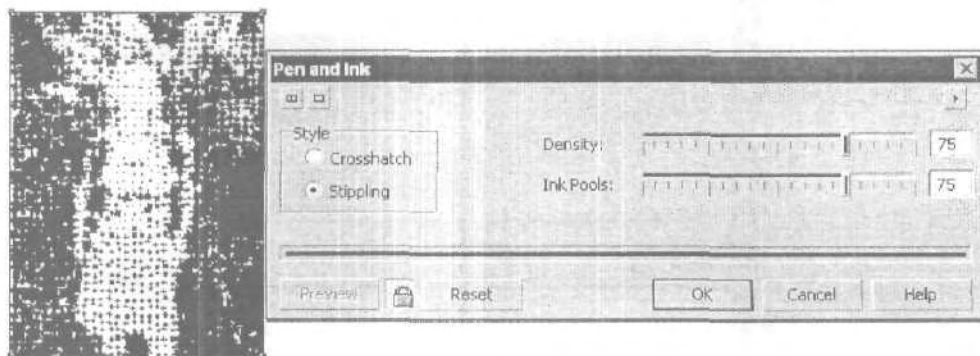 Pen and Ink
Style
Crosshatch
Stippling
Density: 75
Ink Pools: 75
Preview Reset OK Cancel Help